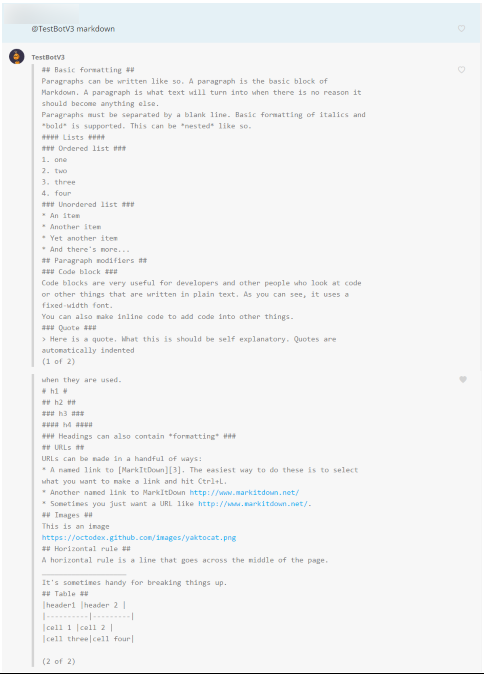 @TestBotV3 markdown
TestBotV3
## Basic formatting ##
Paragraphs can be written like so. A paragraph is the basic block of
Markdown. A paragraph is what text will turn into when there is no reason it
should become anything else.
Paragraphs must be separated by a blank line. Basic formatting of italics and
*bold* is supported. This can be *nested* like so.
#### Lists ####
### Ordered list ###
1. one
2. two
3. three
4. four
### Unordered list ###
* An item
* Another item
* Yet another item
* And there's more...
## Paragraph modifiers ##
### Code block ###
Code blocks are very useful for developers and other people who look at code
or other things that are written in plain text. As you can see, it uses a
fixed-width font.
You can also make inline code to add code into other things.
### Quote ###
> Here is a quote. What this is should be self explanatory. Quotes are
automatically indented
(1 of 2)
when they are used.
# h1 #
## h2 ##
### h3 ###
#### h4 ####
### Headings can also contain *formatting* ###
## URLs ##
URLs can be made in a handful of ways:
* A named link to [MarkItDown][3]. The easiest way to do these is to select
what you want to make a link and hit Ctrl+L.
* Another named link to MarkItDown http://www.markitdown.net/
* Sometimes you just want a URL like http://www.markitdown.net/.
## Images ##
This is an image
https://octodex.github.com/images/yaktocat.png
## Horizontal rule ##
A horizontal rule is a line that goes across the middle of the page.
It's sometimes handy for breaking things up.
## Table ##
|header1 |header 2 |
|----------|---------|
|cell 1 |cell 2 |
|cell three|cell four|
(2 of 2)